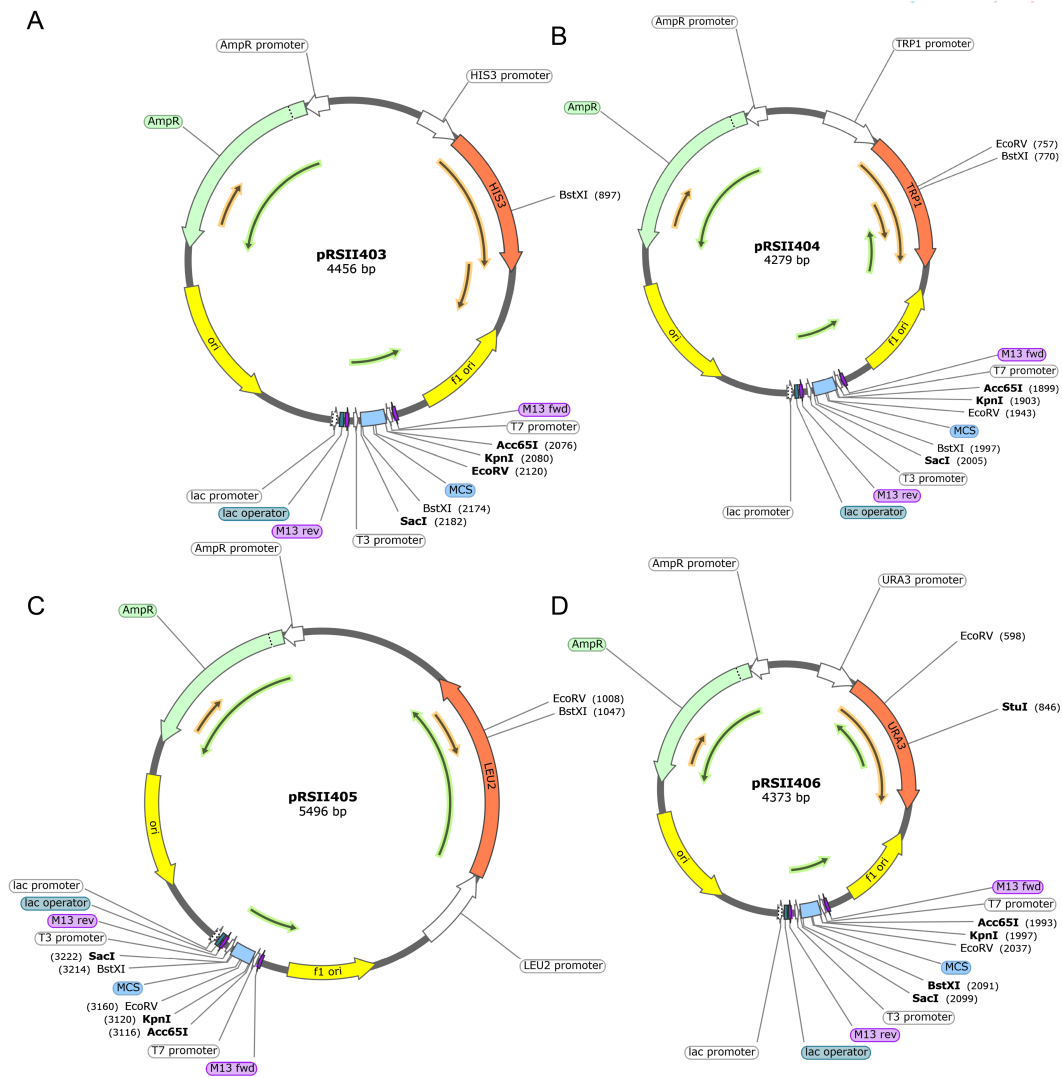 A
AmpR promoter
HIS3 promoter
AmpR
HIS3
BstXI (897)
pRSII403
4456 bp
ori
f1 ori
M13 fwd
T7 promoter
Acc65I (2076)
KpnI (2080)
EcoRV (2120)
MCS
BstXI (2174)
SacI (2182)
T3 promoter
M13 rev
lac operator
lac promoter
B
AmpR promoter
TRP1 promoter
AmpR
TRP1
EcoRV (757)
BstXI (770)
pRSII404
4279 bp
ori
f1 ori
M13 fwd
T7 promoter
Acc65I (1899)
KpnI (1903)
EcoRV (1943)
MCS
BstXI (1997)
SacI (2005)
T3 promoter
M13 rev
lac operator
lac promoter
C
AmpR promoter
AmpR
EcoRV (1008)
BstXI (1047)
LEU2
pRSII405
5496 bp
ori
lac promoter
lac operator
M13 rev
T3 promoter
(3222) SacI
(3214) BstXI
MCS
(3160) EcoRV
(3120) KpnI
(3116) Acc65I
T7 promoter
M13 fwd
f1 ori
LEU2 promoter
D
AmpR promoter
URA3 promoter
AmpR
EcoRV (598)
StuI (846)
URA3
pRSII406
4373 bp
ori
f1 ori
M13 fwd
T7 promoter
Acc65I (1993)
KpnI (1997)
EcoRV (2037)
MCS
BstXI (2091)
SacI (2099)
T3 promoter
M13 rev
lac operator
lac promoter